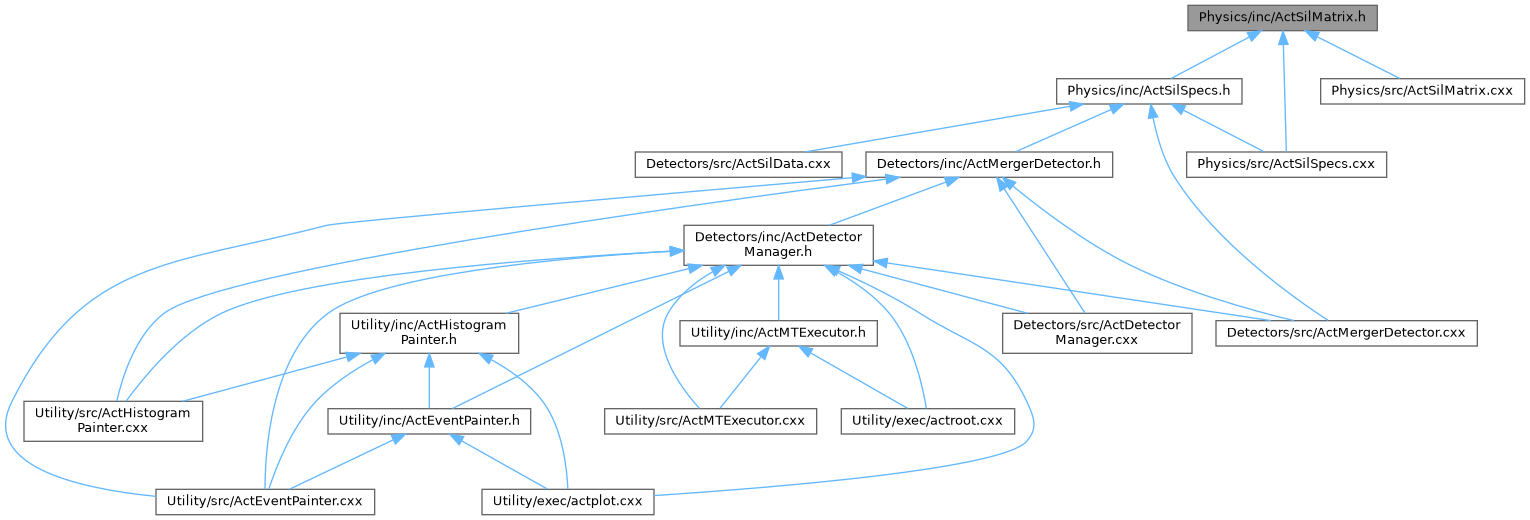 Physics/inc/ActSilMatrix.h
Physics/inc/ActSilSpecs.h
Physics/src/ActSilMatrix.cxx
Detectors/src/ActSilData.cxx
Detectors/inc/ActMergerDetector.h
Physics/src/ActSilSpecs.cxx
Detectors/inc/ActDetector
Manager.h
Utility/inc/ActHistogram
Painter.h
Utility/inc/ActMTExecutor.h
Detectors/src/ActDetector
Manager.cxx
Detectors/src/ActMergerDetector.cxx
Utility/src/ActHistogram
Painter.cxx
Utility/inc/ActEventPainter.h
Utility/src/ActMTExecutor.cxx
Utility/exec/actroot.cxx
Utility/src/ActEventPainter.cxx
Utility/exec/actplot.cxx